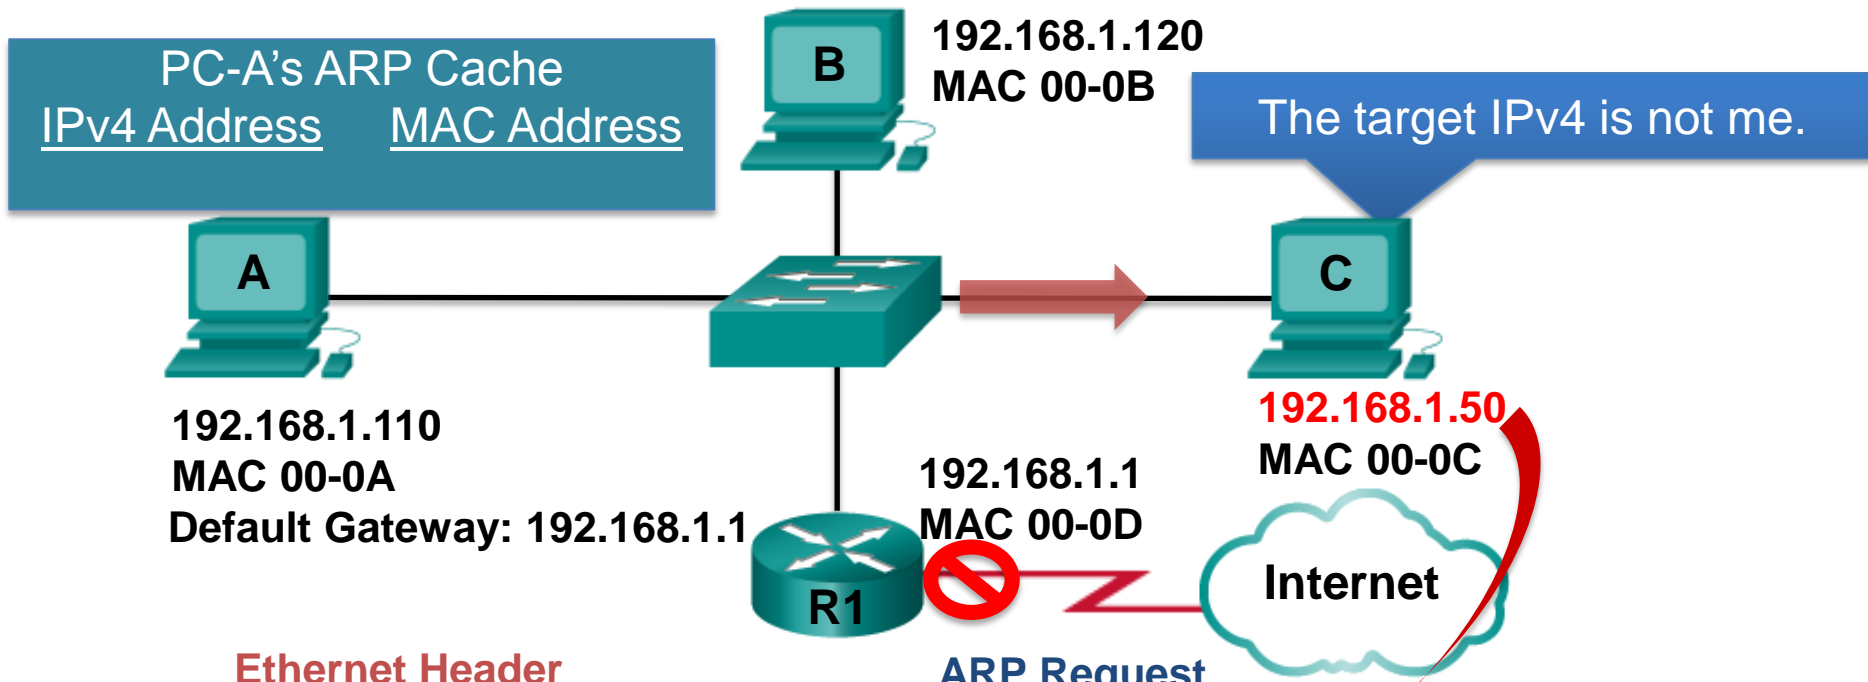 PC-A’s ARP Cache
IPv4 Address MAC Address
B
192.168.1.120
MAC 00-0B
The target IPv4 is not me.
A
C
192.168.1.110
MAC 00-0A
Default Gateway: 192.168.1.1
192.168.1.50
MAC 00-0C
192.168.1.1
MAC 00-0D
R1
Internet
Ethernet Header
ARP Request